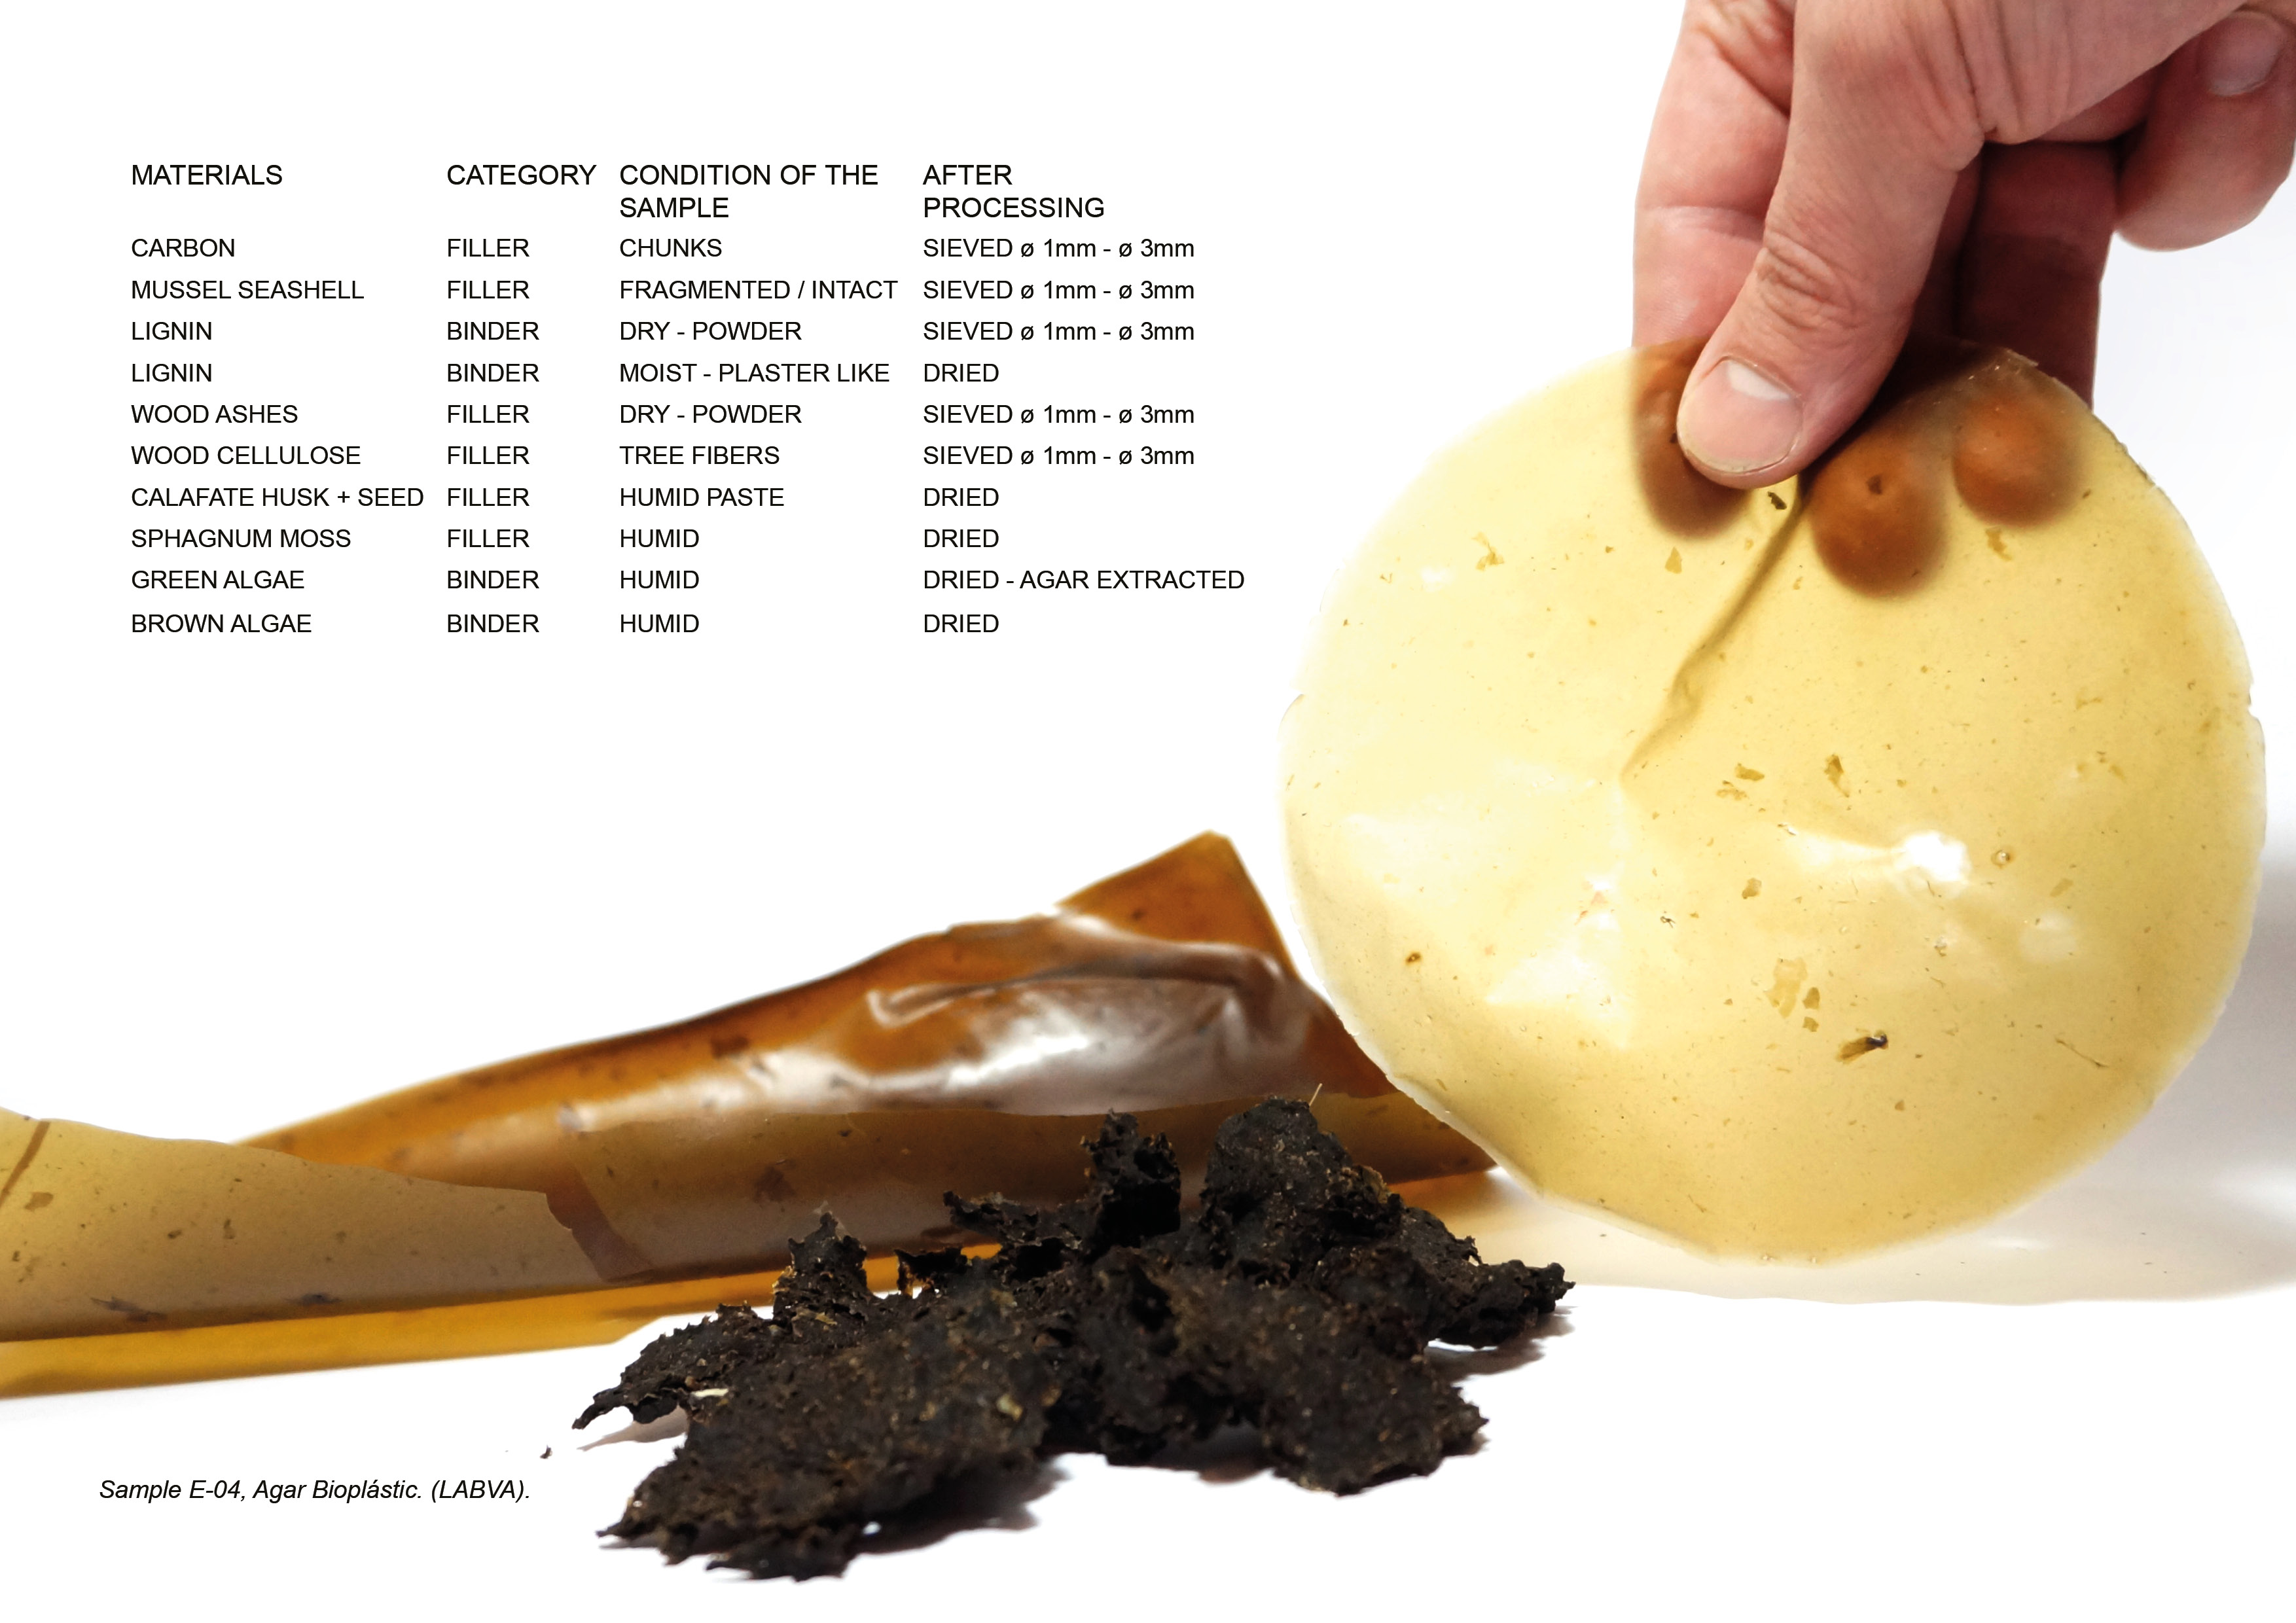 MATERIALS CATEGORY CONDITION OF THE SAMPLE AFTER PROCESSING
CARBON FILLER CHUNKS SIEVED ø 1mm - ø 3mm
MUSSEL SEASHELL FILLER FRAGMENTED / INTACT SIEVED ø 1mm - ø 3mm
LIGNIN BINDER DRY - POWDER SIEVED ø 1mm - ø 3mm
LIGNIN BINDER MOIST - PLASTER LIKE DRIED
WOOD ASHES FILLER DRY - POWDER SIEVED ø 1mm - ø 3mm
WOOD CELLULOSE FILLER TREE FIBERS SIEVED ø 1mm - ø 3mm
CALAFATE HUSK + SEED FILLER HUMID PASTE DRIED
SPHAGNUM MOSS FILLER HUMID DRIED
GREEN ALGAE BINDER HUMID DRIED - AGAR EXTRACTED
BROWN ALGAE BINDER HUMID DRIED
Sample E-04, Agar Bioplástic. (LABVA).